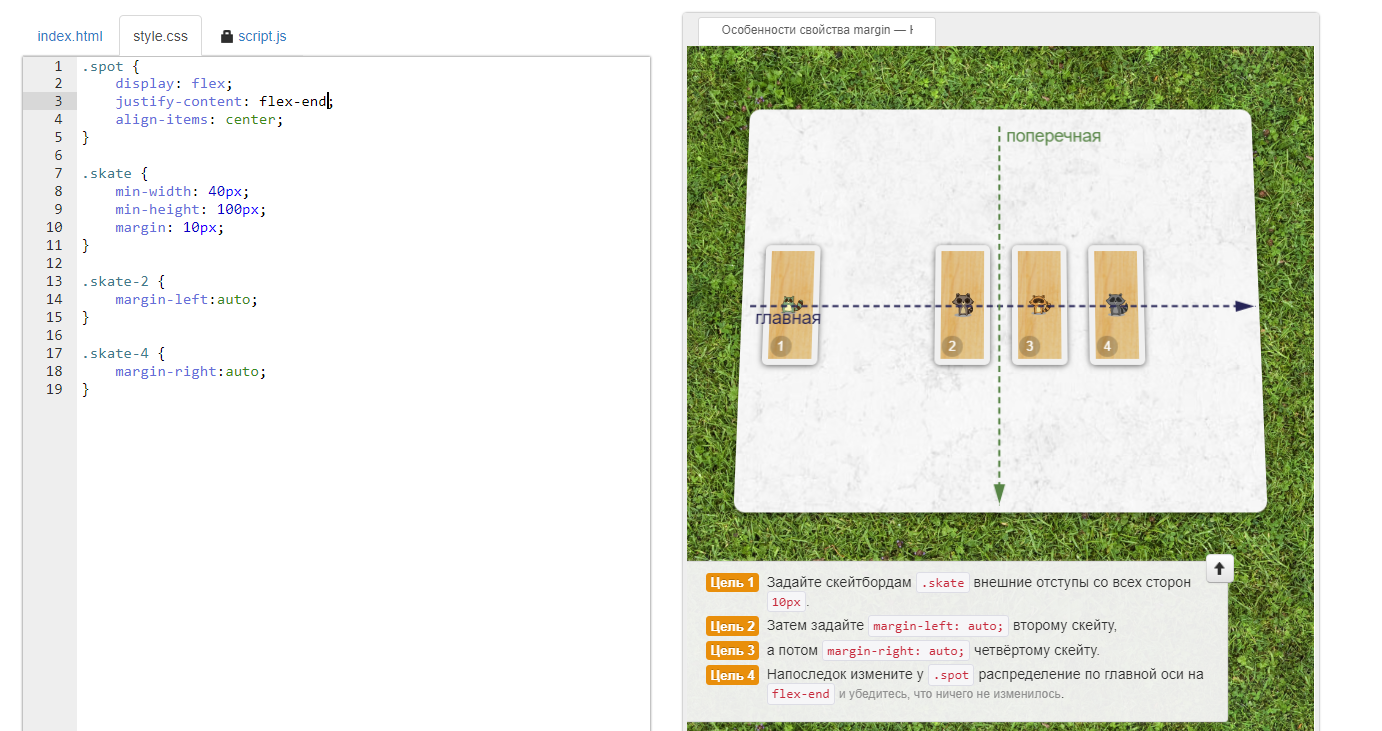 index.html style.css script.js
1 .spot {
2 display: flex;
3 justify-content: flex-end;
4 align-items: center;
5 }
6
7 .skate {
8 min-width: 40px;
9 min-height: 100px;
10 margin: 10px;
11 }
12
13 .skate-2 {
14 margin-left:auto;
15 }
16
17 .skate-4 {
18 margin-right:auto;
19 }
Особенности свойства margin —
поперечная
главная
1 2 3 4
Цель 1 Задайте скейтбордам .skate внешние отступы со всех сторон
10px .
Цель 2 Затем задайте margin-left: auto; второму скейту,
Цель 3 а потом margin-right: auto; четвёртому скейту.
Цель 4 Напоследок измените у .spot распределение по главной оси на
flex-end и убедитесь, что ничего не изменилось.